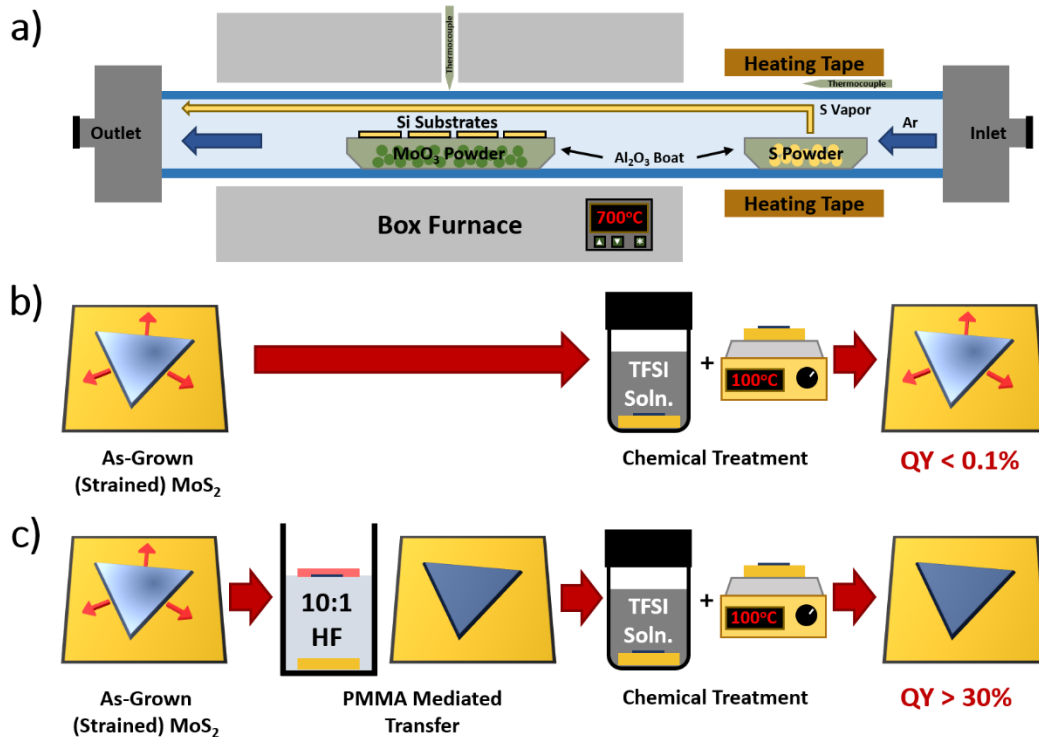 a)
Thermocouple
Heating Tape
Thermocouple
S Vapor
Outlet
Si Substrates
Ar
Inlet
MoO₃ Powder
Al₂O₃ Boat
S Powder
Box Furnace
700°C
Heating Tape
b)
TFSI
Soln.
+
100°C
As-Grown
(Strained) MoS₂
Chemical Treatment
QY < 0.1%
c)
10:1
HF
TFSI
Soln.
+
100°C
As-Grown
(Strained) MoS₂
PMMA Mediated
Transfer
Chemical Treatment
QY > 30%